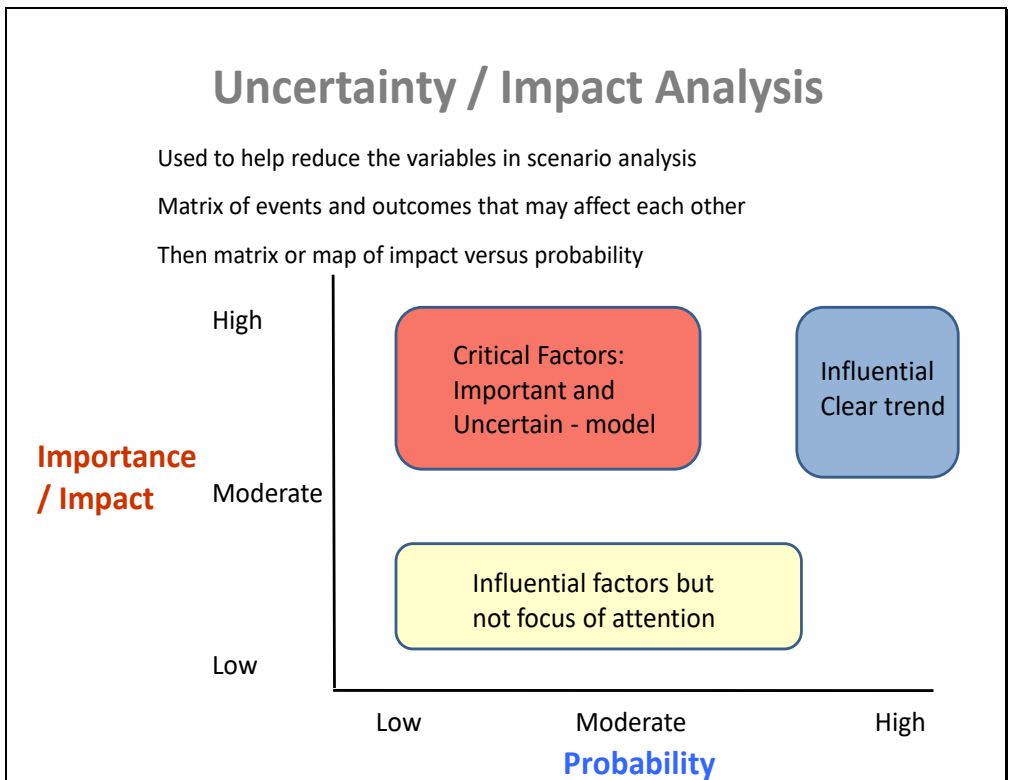 Uncertainty / Impact Analysis
Used to help reduce the variables in scenario analysis
Matrix of events and outcomes that may affect each other
Then matrix or map of impact versus probability
High
Critical Factors:
Important and
Uncertain - model
Influential
Clear trend
Importance
/ Impact
Moderate
Influential factors but
not focus of attention
Low
Low
Moderate
High
Probability